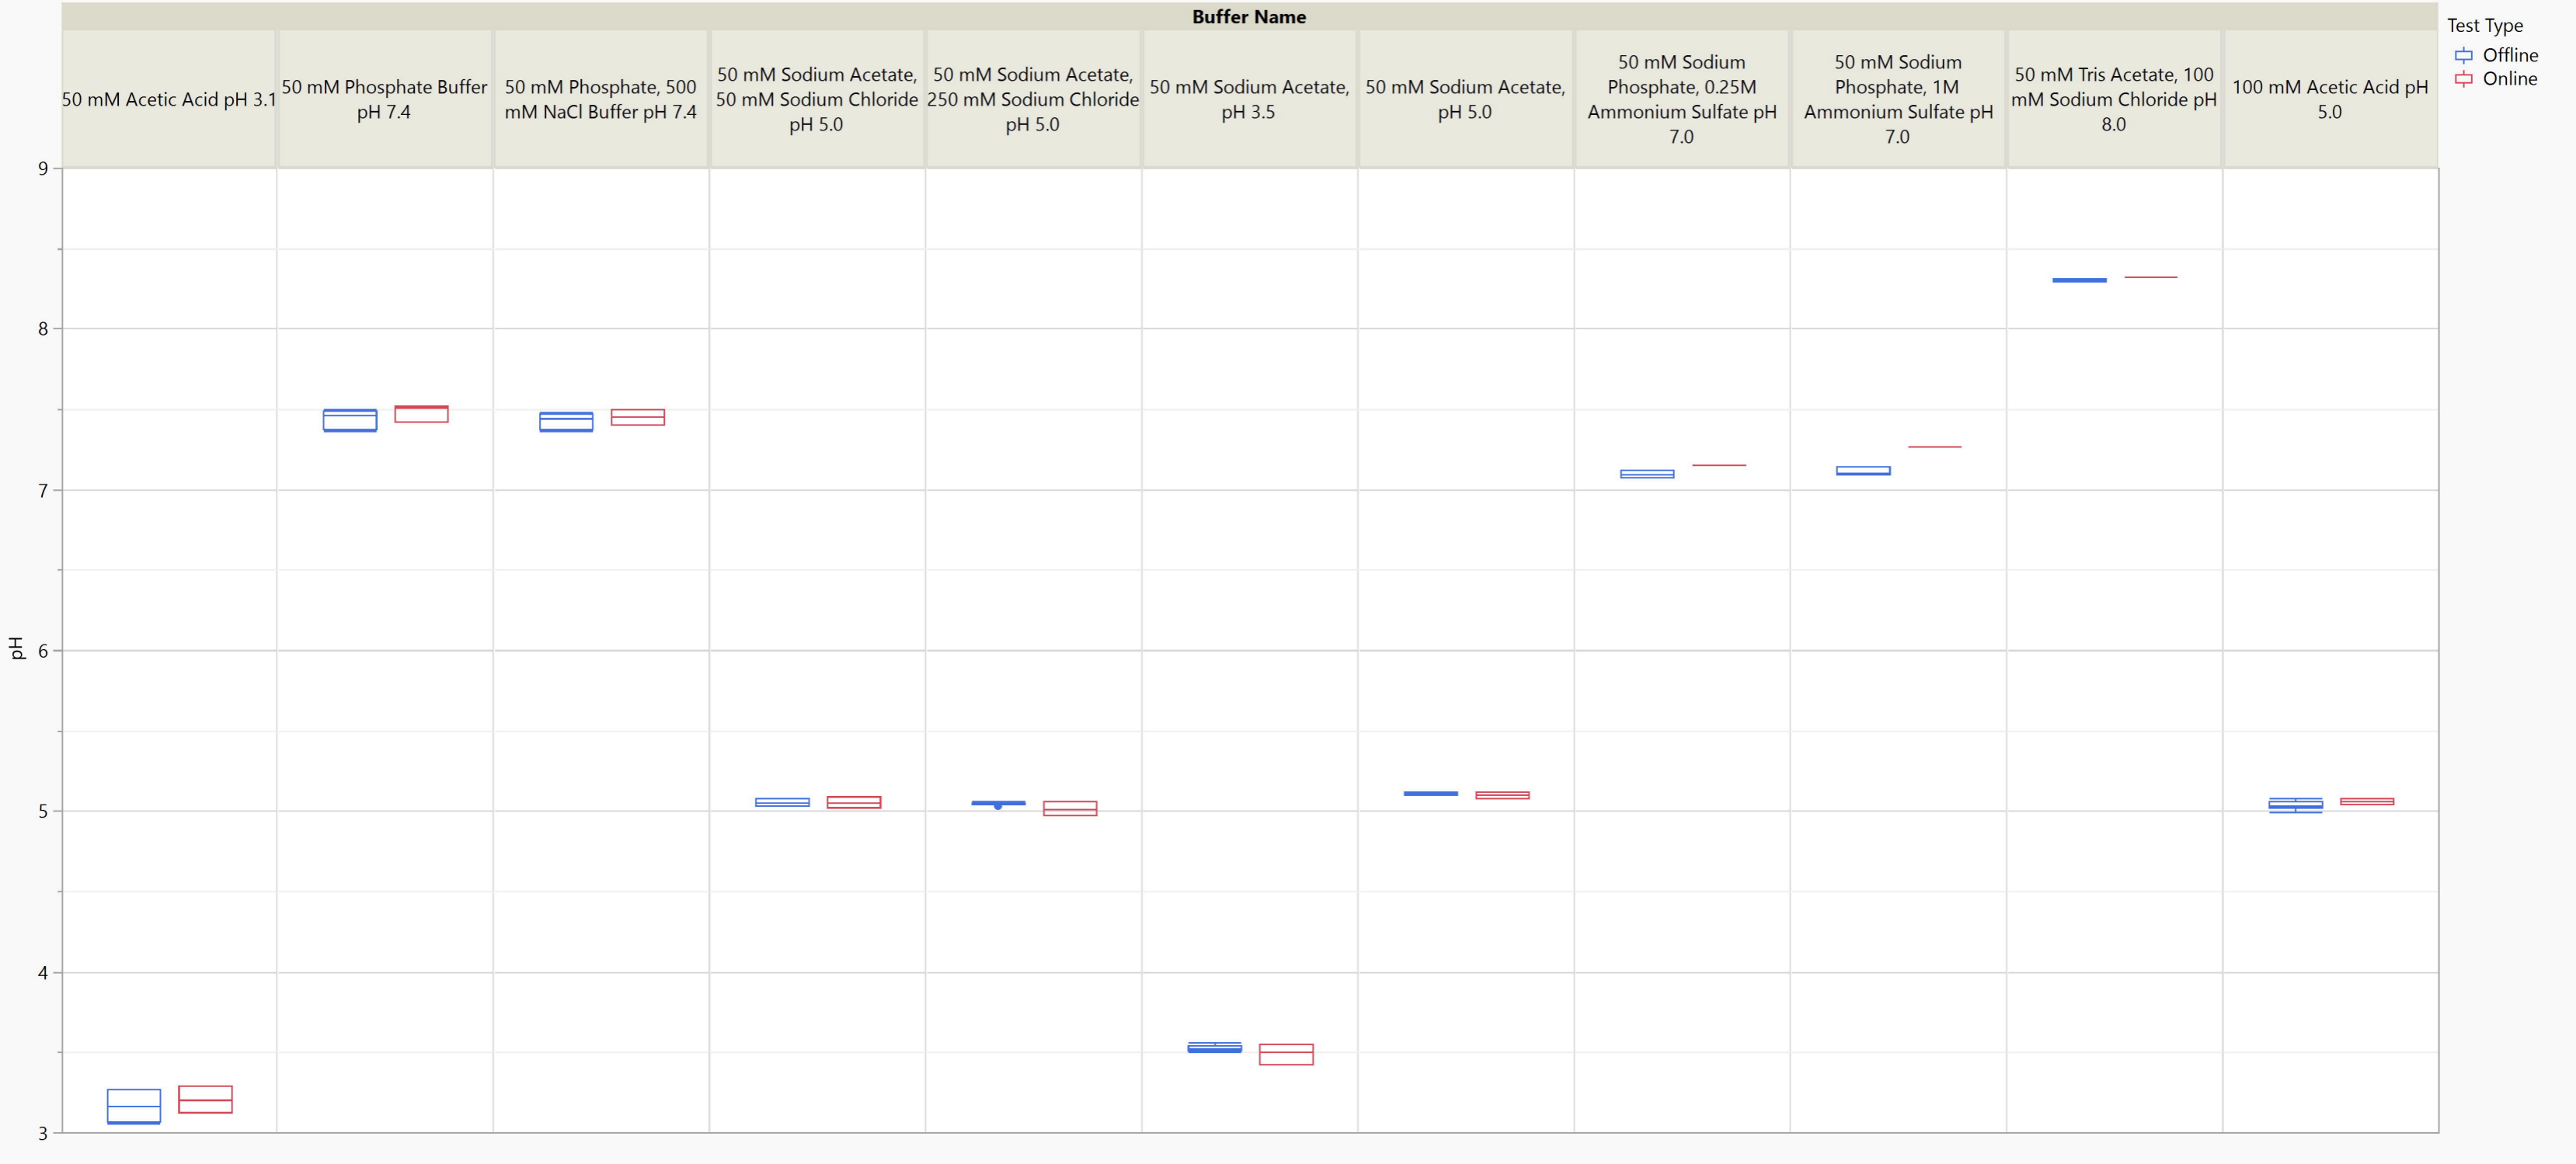 Buffer Name
Test Type
Offline
Online
50 mM Acetic Acid pH 3.1
50 mM Phosphate Buffer
pH 7.4
50 mM Phosphate, 500
mM NaCl Buffer pH 7.4
50 mM Sodium Acetate,
50 mM Sodium Chloride
pH 5.0
50 mM Sodium Acetate,
250 mM Sodium Chloride
pH 5.0
50 mM Sodium Acetate,
pH 3.5
50 mM Sodium Acetate,
pH 5.0
50 mM Sodium
Phosphate, 0.25M
Ammonium Sulfate pH
7.0
50 mM Sodium
Phosphate, 1M
Ammonium Sulfate pH
7.0
50 mM Tris Acetate, 100
mM Sodium Chloride pH
8.0
100 mM Acetic Acid pH
5.0
9
8
7
6
5
4
3
pH